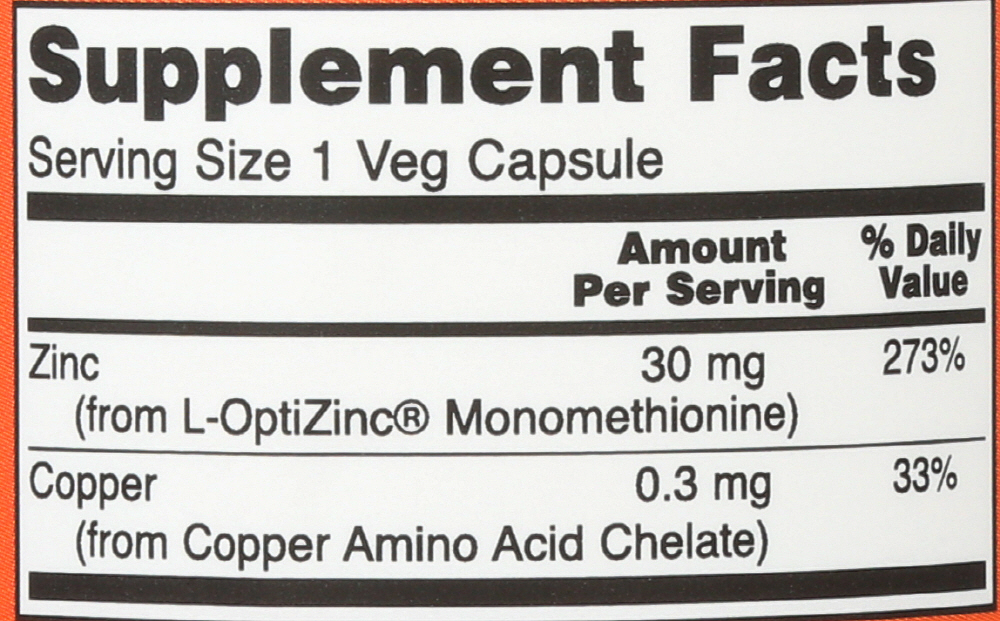 Supplement Facts
Serving Size 1 Veg Capsule
Amount Per Serving % Daily Value
Zinc 30 mg 273%
(from L-OptiZinc® Monomethionine)
Copper 0.3 mg 33%
(from Copper Amino Acid Chelate)